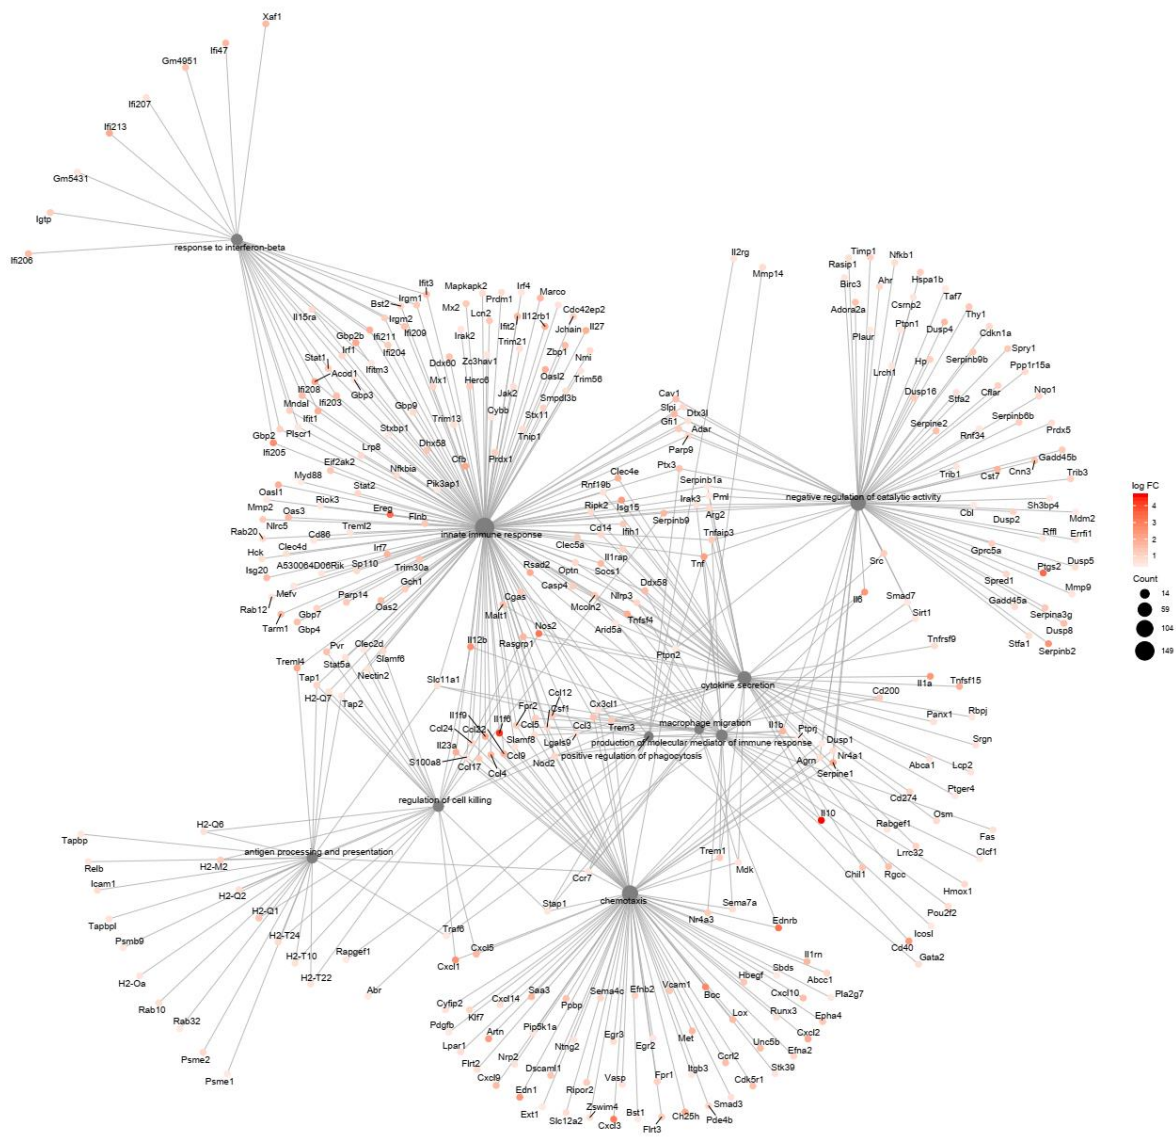 Xaf1
Ifi47
Gm4951
Ifi207
Ifi213
Gm5431
Igtp
Ifi206
response to interferon-beta
Il2rg
Mmp14
Timp1
Nfkb1
Rasip1
Ahr
Hspa1b
Birc3
Csrnp2
Taf7
Adora2a
Ptpn1
Thy1
Plaur
Dusp4
Cdkn1a
Hp
Serpinb9b
Spry1
Lrch1
Ppp1r15a
Dusp16
Stfa2
Cflar
Nqo1
Serpine2
Serpinb6b
Rnf34
Prdx5
Gadd45b
Trib1
Cst7
Cnn3
Trib3
negative regulation of catalytic activity
Sh3bp4
Cbl
Dusp2
Mdm2
Rffl
Errfi1
Gprc5a
Ptgs2
Dusp5
Spred1
Mmp9
Gadd45a
Serpina3g
Dusp8
Stfa1
Serpinb2
log FC
4
3
2
1
Count
14
59
104
149
Ifit3
Mapkapk2
Irf4
Marco
Bst2
Irgm1
Mx2
Prdm1
Il12rb1
Cdc42ep2
Il15ra
Irgm2
Lcn2
Ifit2
Jchain
Il27
Gbp2b
Ifi211
Ifi209
Irak2
Trim21
Stat1
Irf1
Ifi204
Ddx60
Zc3hav1
Zbp1
Nmi
Acod1
Ifitm3
Mx1
Herc6
Oasl2
Trim56
Ifi208
Gbp3
Jak2
Smpdl3b
Mndal
Ifi203
Gbp9
Cybb
Stx11
Ifit1
Trim13
Gbp2
Plscr1
Stxbp1
Tnip1
Ifi205
Lrp8
Dhx58
Prdx1
Eif2ak2
Cfb
Myd88
Nfkbia
Stat2
Pik3ap1
Oasl1
Riok3
Ereg
Mmp2
Oas3
Flnb
Nlrc5
Treml2
Rab20
Cd86
innate immune response
Hck
Clec4d
Irf7
Isg20
A530064D06Rik
Sp110
Trim30a
Mefv
Gch1
Rab12
Parp14
Oas2
Tarm1
Gbp7
Gbp4
Cav1
Slpi
Dtx3l
Gfi1
Adar
Parp9
Clec4e
Ptx3
Rnf19b
Serpinb1a
Isg15
Irak3
Pml
Ripk2
Arg2
Serpinb9
Cd14
Ifih1
Tnfaip3
Clec5a
Il1rap
Tnf
Rsad2
Optn
Socs1
Ddx58
Casp4
Nlrp3
Cgas
Mcoln2
Tnfsf4
Malt1
Nos2
Arid5a
Il12b
Rasgrp1
Ptpn2
Src
Il6
Smad7
Sirt1
Tnfrsf9
Pvr
Clec2d
Treml4
Stat5a
Slamf6
Tap1
Nectin2
H2-Q7
Tap2
Slc11a1
cytokine secretion
Il1a
Tnfsf15
Cd200
Panx1
Rbpj
Srgn
Ccl12
Il1f9
Il1f6
Fpr2
Csf1
Cx3cl1
Ccl24
Ccl22
Ccl5
Ccl3
Trem3
macrophage migration
Il1b
Ptprj
Il23a
Slamf8
Lgals9
production of molecular mediator of immune response
Dusp1
Nr4a1
S100a8
Ccl9
Nod2
positive regulation of phagocytosis
Agrn
Ccl17
Ccl4
Serpine1
Abca1
Lcp2
Ptger4
Cd274
regulation of cell killing
Il10
Osm
Rabgef1
Fas
Lrrc32
Clcf1
H2-Q6
Tapbp
antigen processing and presentation
Trem1
Relb
H2-M2
Mdk
Chil1
Rgcc
Hmox1
Icam1
Ccr7
chemotaxis
H2-Q2
H2-Q1
Stap1
Sema7a
Pou2f2
Tapbpl
Nr4a3
Ednrb
Icosl
Psmb9
H2-T24
Traf6
Cd40
Gata2
H2-T10
Rapgef1
Cxcl5
H2-Oa
H2-T22
Cxcl1
Il1rn
Rab10
Abr
Sbds
Rab32
Saa3
Sema4c
Efnb2
Vcam1
Hbegf
Abcc1
Psme2
Cyfip2
Cxcl14
Ppbp
Boc
Cxcl10
Pla2g7
Psme1
Pdgfb
Klf7
Lox
Runx3
Epha4
Lpar1
Artn
Pip5k1a
Egr3
Met
Unc5b
Cxcl2
Flrt2
Nrp2
Ntng2
Egr2
Ccrl2
Efna2
Cxcl9
Dscaml1
Vasp
Fpr1
Itgb3
Stk39
Cdk5r1
Edn1
Ripor2
Smad3
Ext1
Slc12a2
Zswim4
Bst1
Ch25h
Pde4b
Cxcl3
Flrt3